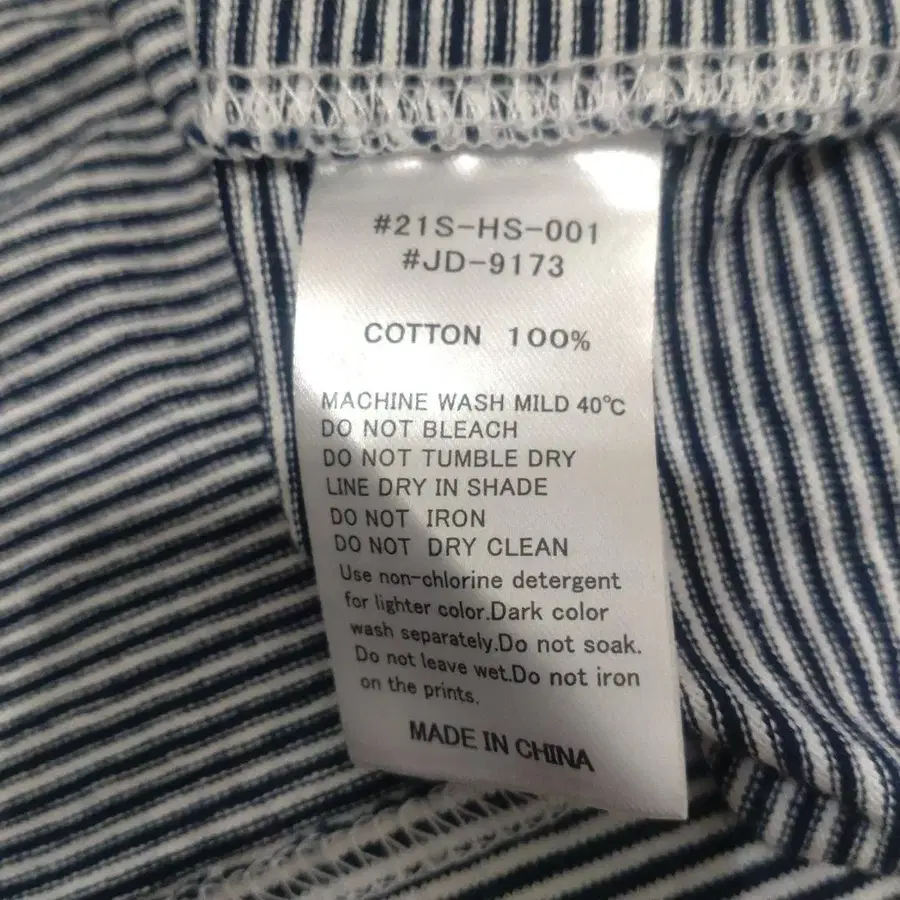 #21S-HS-001
#JD-9173
COTTON 100%
MACHINE WASH MILD 40℃
DO NOT BLEACH
DO NOT TUMBLE DRY
LINE DRY IN SHADE
DO NOT IRON
DO NOT DRY CLEAN
Use non-chlorine detergent
for lighter color.Dark color
wash separately.Do not soak.
Do not leave wet.Do not iron
on the prints.
MADE IN CHINA